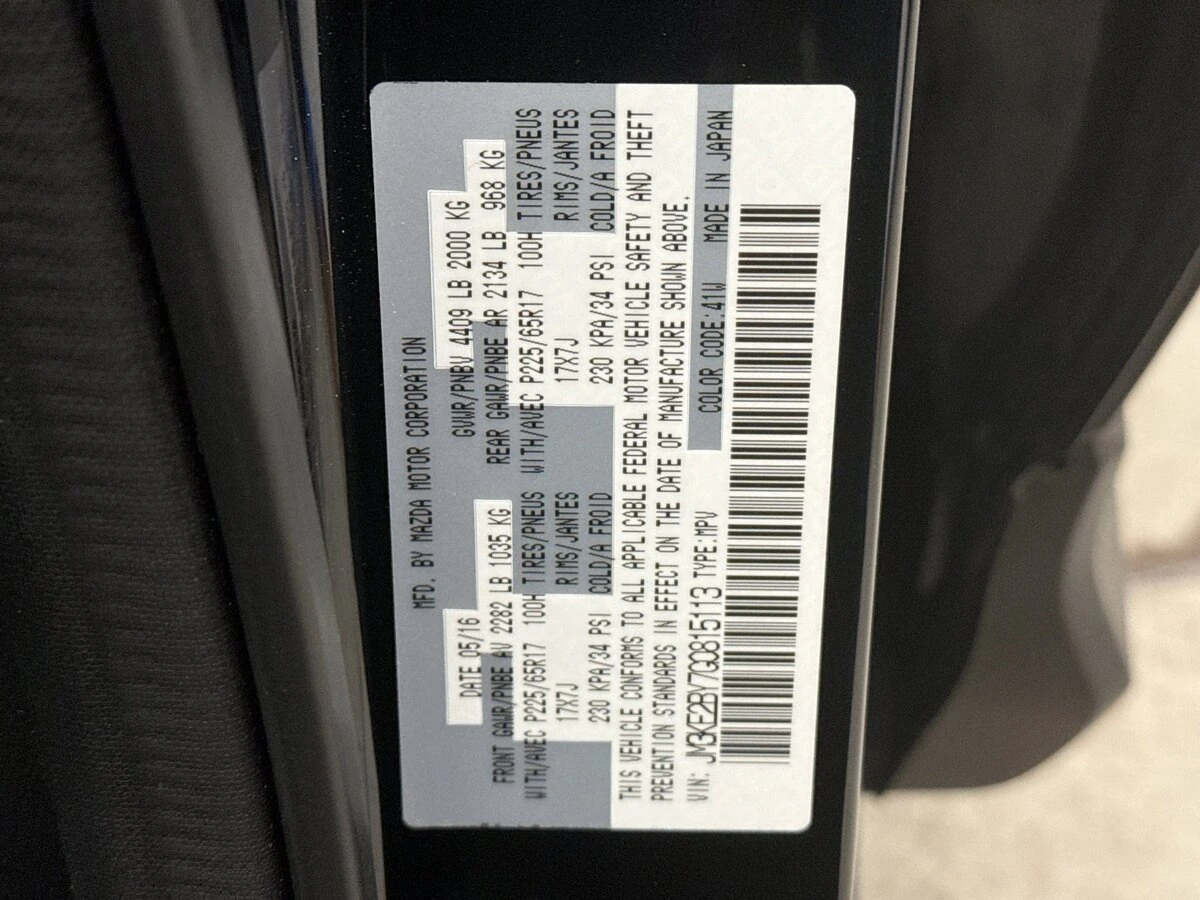 MFD. BY MAZDA MOTOR CORPORATION
DATE 05/16 GVWR/PNBV 4409 LB 2000 KG
FRONT GAWR/PNBE AV 2282 LB 1035 KG REAR GAWR/PNBE AR 2134 LB 968 KG
WITH/AVEC P225/65R17 100H TIRES/PNEUS WITH/AVEC P225/65R17 100H TIRES/PNEUS
17X7J RIMS/JANTES 17X7J RIMS/JANTES
230 KPA/34 PSI COLD/A FROID 230 KPA/34 PSI COLD/A FROID
THIS VEHICLE CONFORMS TO ALL APPLICABLE FEDERAL MOTOR VEHICLE SAFETY AND THEFT
PREVENTION STANDARDS IN EFFECT ON THE DATE OF MANUFACTURE SHOWN ABOVE.
VIN: JM3KE2BY7G0815113 TYPE:MPV COLOR CODE:41W MADE IN JAPAN